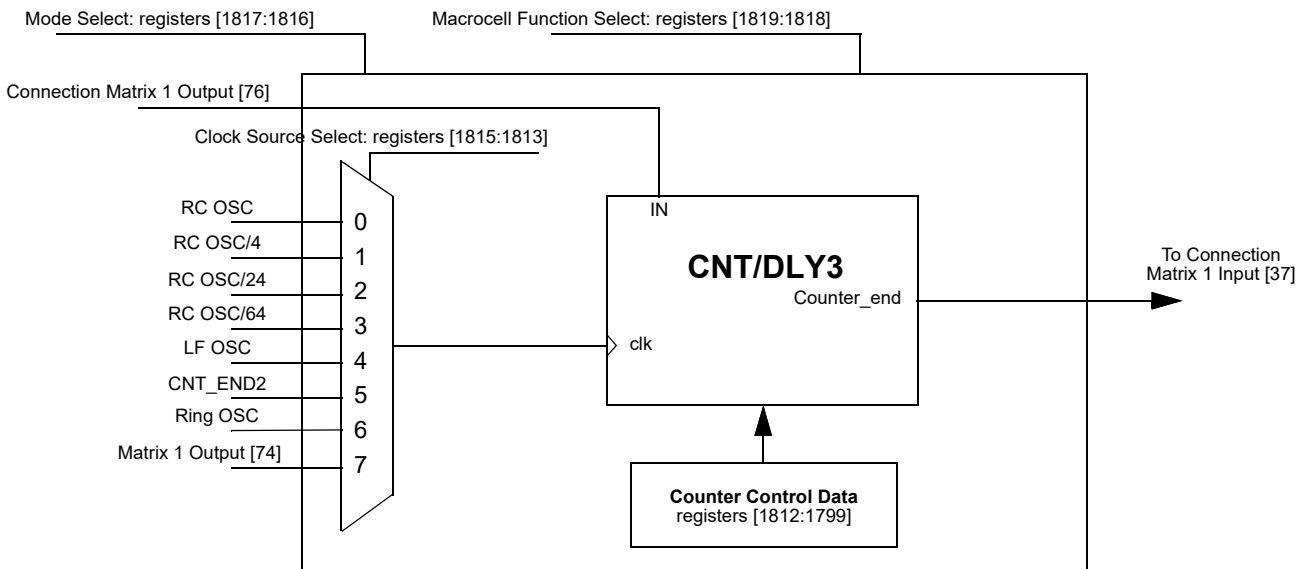 Mode Select: registers [1817:1816]
Macrocell Function Select: registers [1819:1818]
Connection Matrix 1 Output [76]
Clock Source Select: registers [1815:1813]
RC OSC
0
RC OSC/4
1
RC OSC/24
2
RC OSC/64
3
LF OSC
4
CNT_END2
5
Ring OSC
6
Matrix 1 Output [74]
7
IN
CNT/DLY3
Counter_end
clk
To Connection
Matrix 1 Input [37]
Counter Control Data
registers [1812:1799]